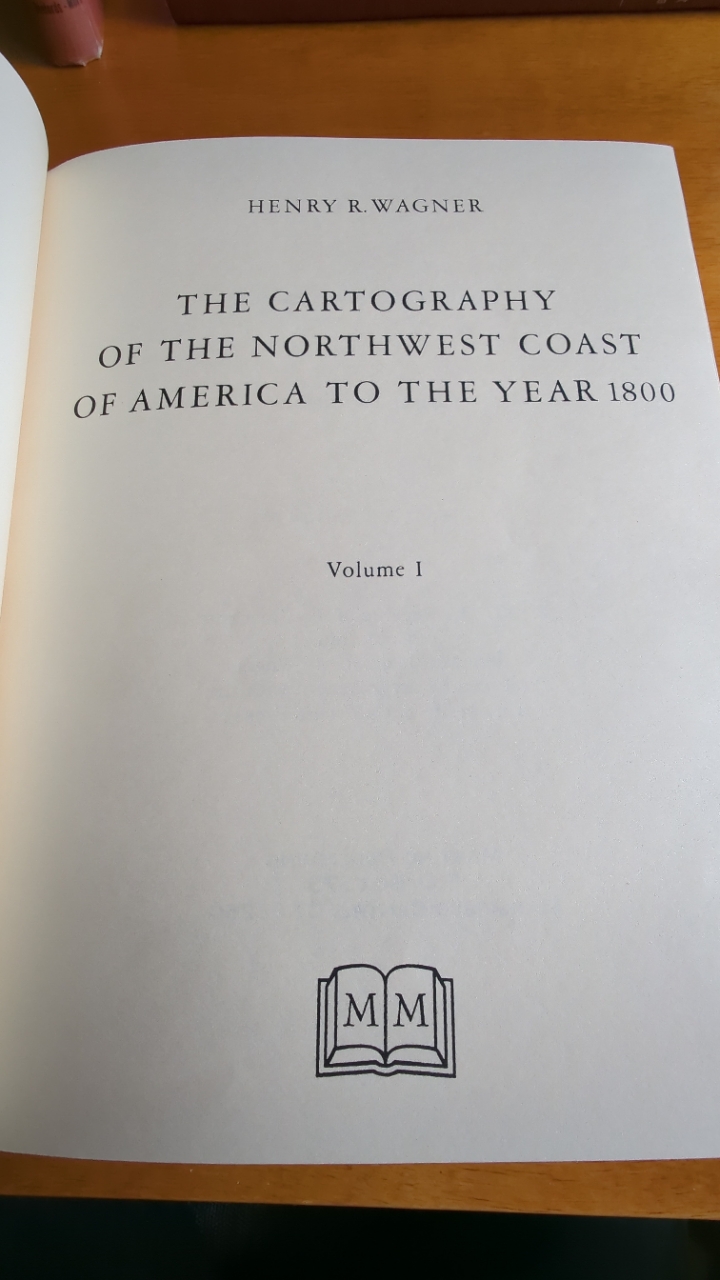 HENRY R. WAGNER
THE CARTOGRAPHY
OF THE NORTHWEST COAST
OF AMERICA TO THE YEAR 1800
Volume I
M M